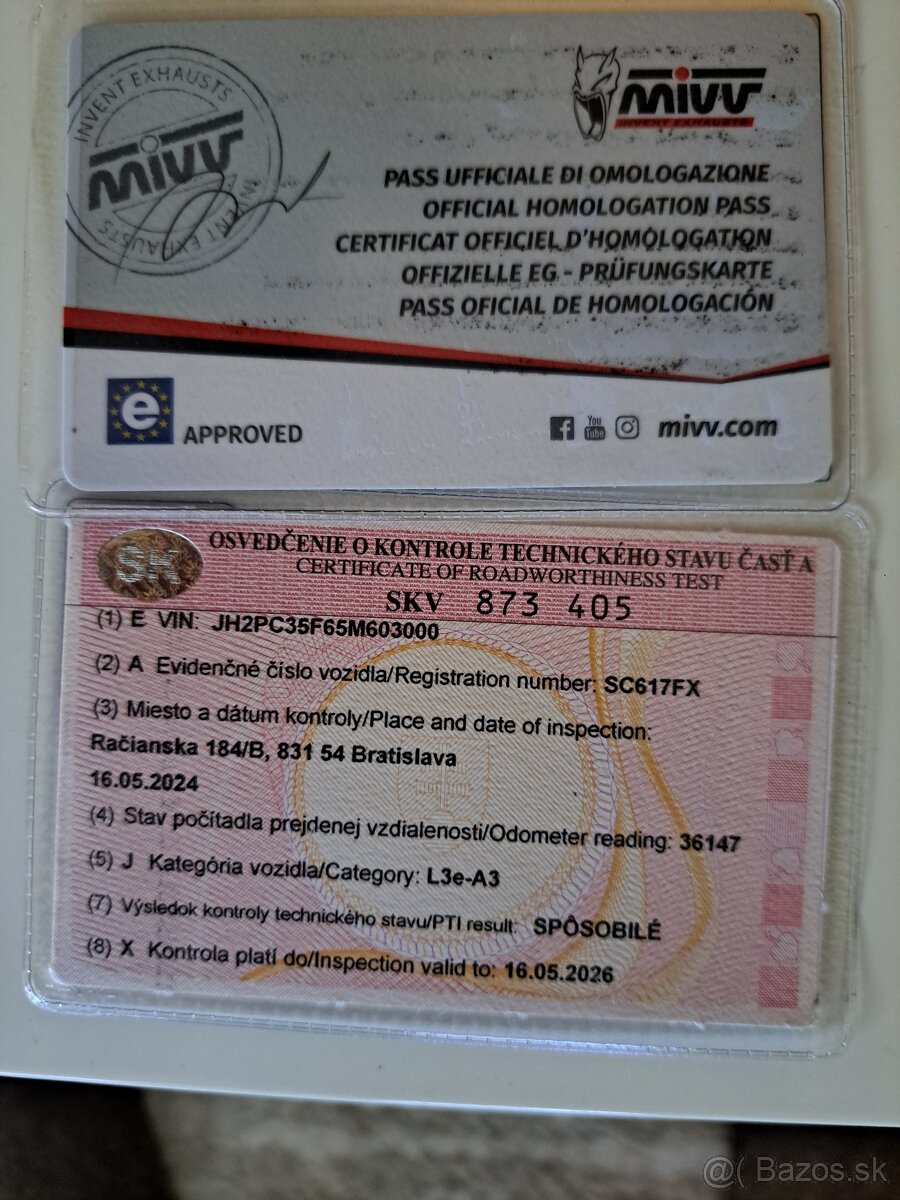 INVENT EXHAUSTS
mivv
INVENT EXHAUSTS
mivv
INVENT EXHAUSTS
PASS UFFICIALE DI OMOLOGAZIONE
OFFICIAL HOMOLOGATION PASS
CERTIFICAT OFFICIEL D'HOMOLOGATION
OFFIZIELLE EG - PRÜFUNGSKARTE
PASS OFICIAL DE HOMOLOGACIÓN
e APPROVED
You Tube mivv.com
SK
OSVEDČENIE O KONTROLE TECHNICKÉHO STAVU ČASŤ A
CERTIFICATE OF ROADWORTHINESS TEST
SKV 873 405
(1) E VIN: JH2PC35F65M603000
(2) A Evidenčné číslo vozidla/Registration number: SC617FX
(3) Miesto a dátum kontroly/Place and date of inspection:
Račianska 184/B, 831 54 Bratislava
16.05.2024
(4) Stav počítadla prejdenej vzdialenosti/Odometer reading: 36147
(5) J Kategória vozidla/Category: L3e-A3
(7) Výsledok kontroly technického stavu/PTI result: SPÔSOBILÉ
(8) X Kontrola platí do/Inspection valid to: 16.05.2026
@( Bazos.sk